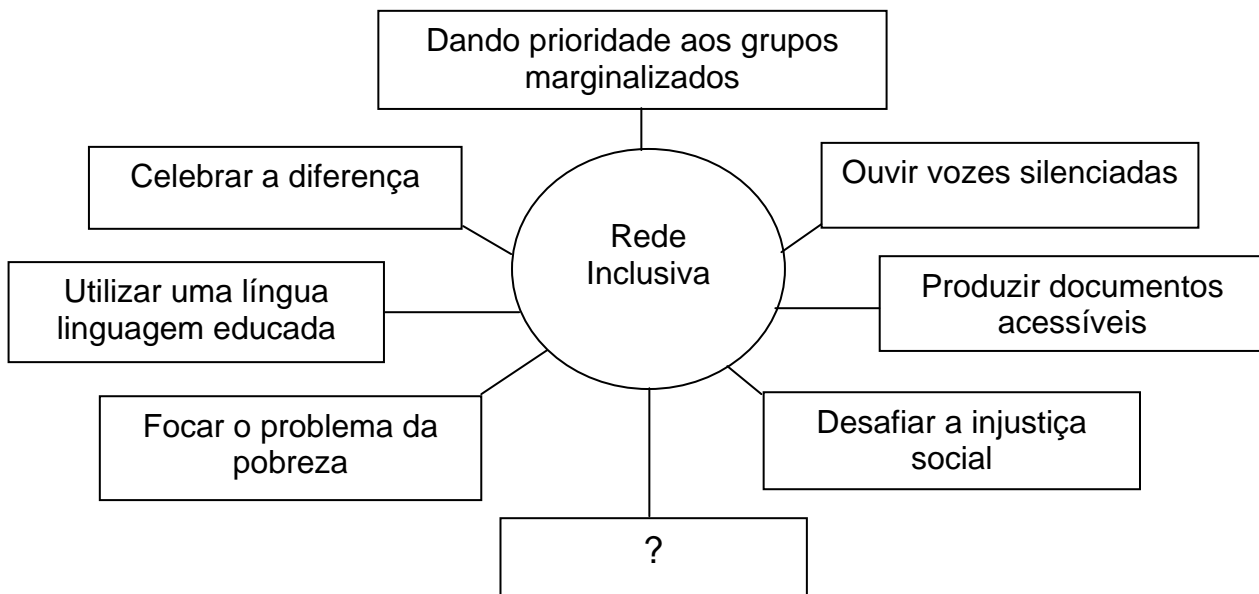 Dando prioridade aos grupos
marginalizados
Celebrar a diferença
Ouvir vozes silenciadas
Rede
Inclusiva
Utilizar uma língua
linguagem educada
Produzir documentos
acessíveis
Focar o problema da
pobreza
Desafiar a injustiça
social
?